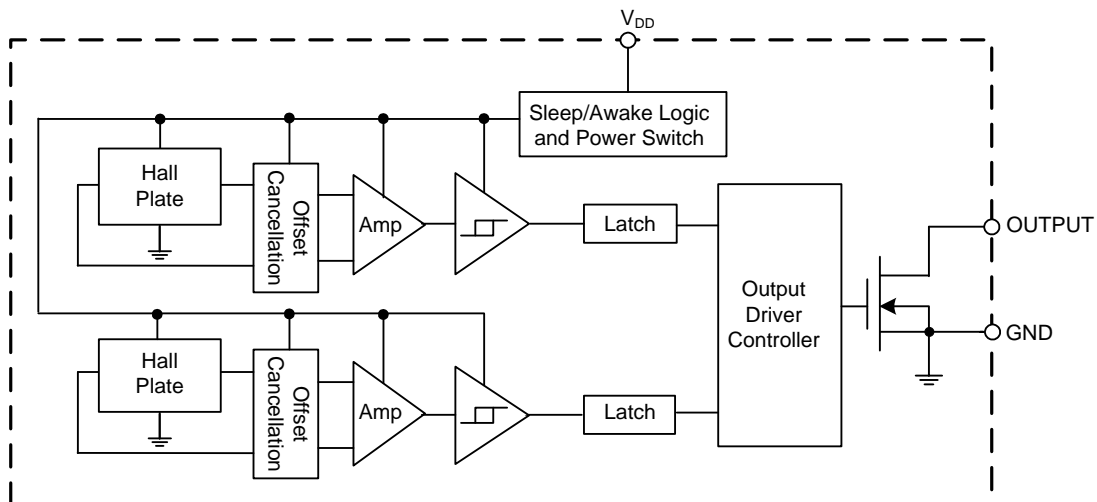 VDD
Sleep/Awake Logic
and Power Switch
Hall
Plate
Offset
Cancellation
Amp
Latch
OUTPUT
Output
Driver
Controller
GND
Hall
Plate
Offset
Cancellation
Amp
Latch